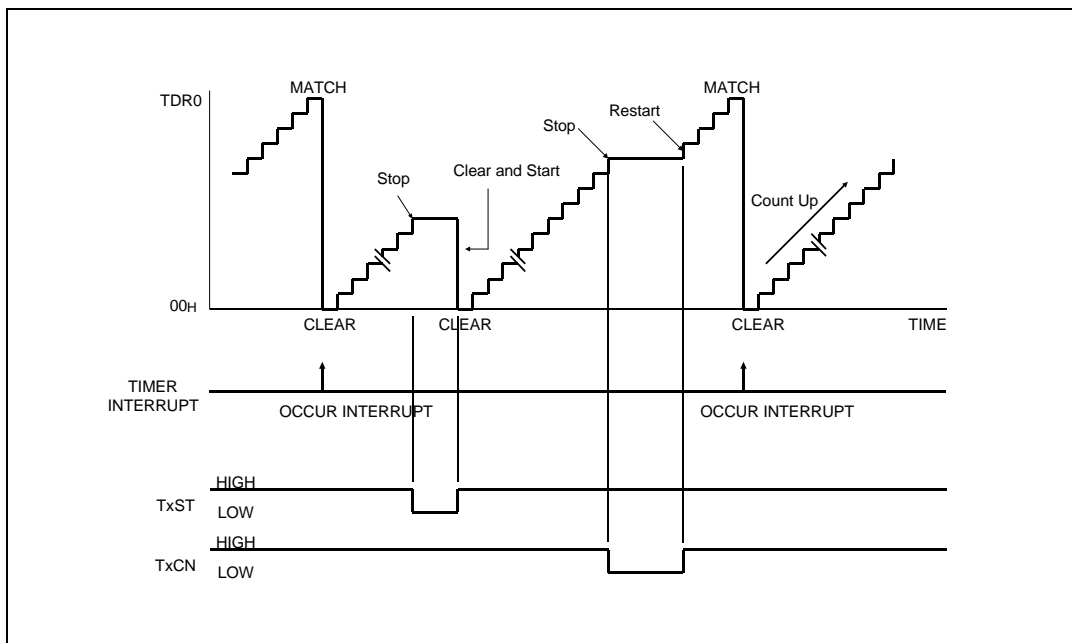 MATCH
MATCH
TDR0
Restart
Stop
Clear and Start
Stop
Count Up
00H
CLEAR
CLEAR
CLEAR
TIME
TIMER
INTERRUPT
OCCUR INTERRUPT
OCCUR INTERRUPT
HIGH
TxST
LOW
HIGH
TxCN
LOW